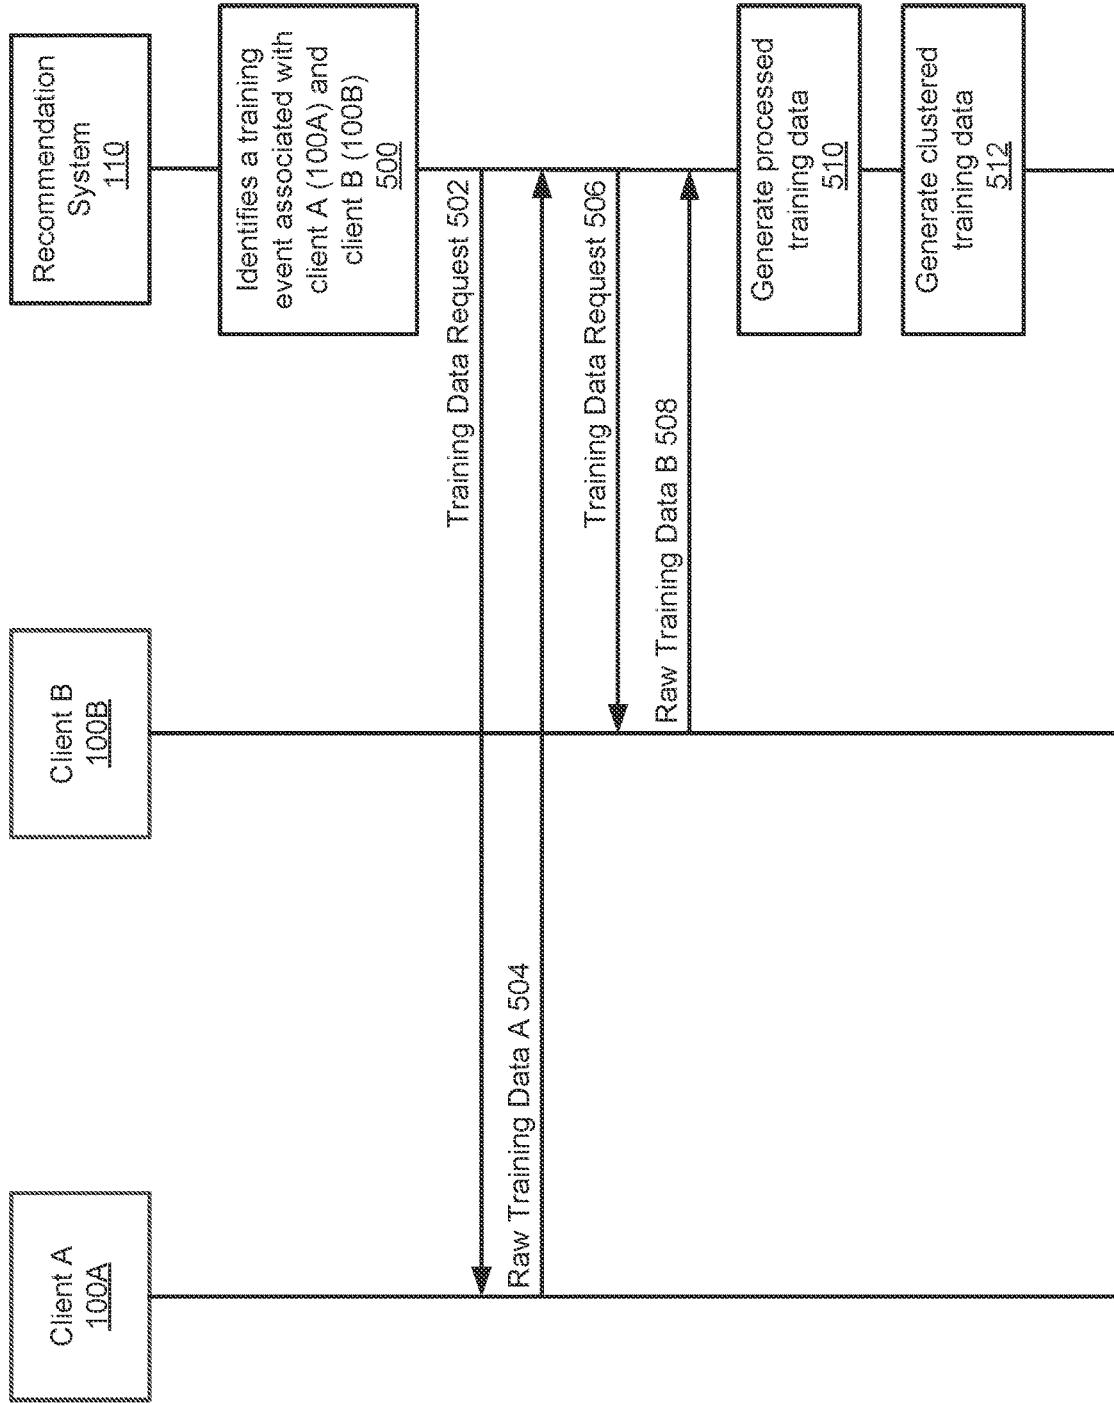 Client A
100A
Client B
100B
Recommendation
System
110
Identifies a training
event associated with
client A (100A) and
client B (100B)
500
Training Data Request 502
Raw Training Data A 504
Training Data Request 506
Raw Training Data B 508
Generate processed
training data
510
Generate clustered
training data
512